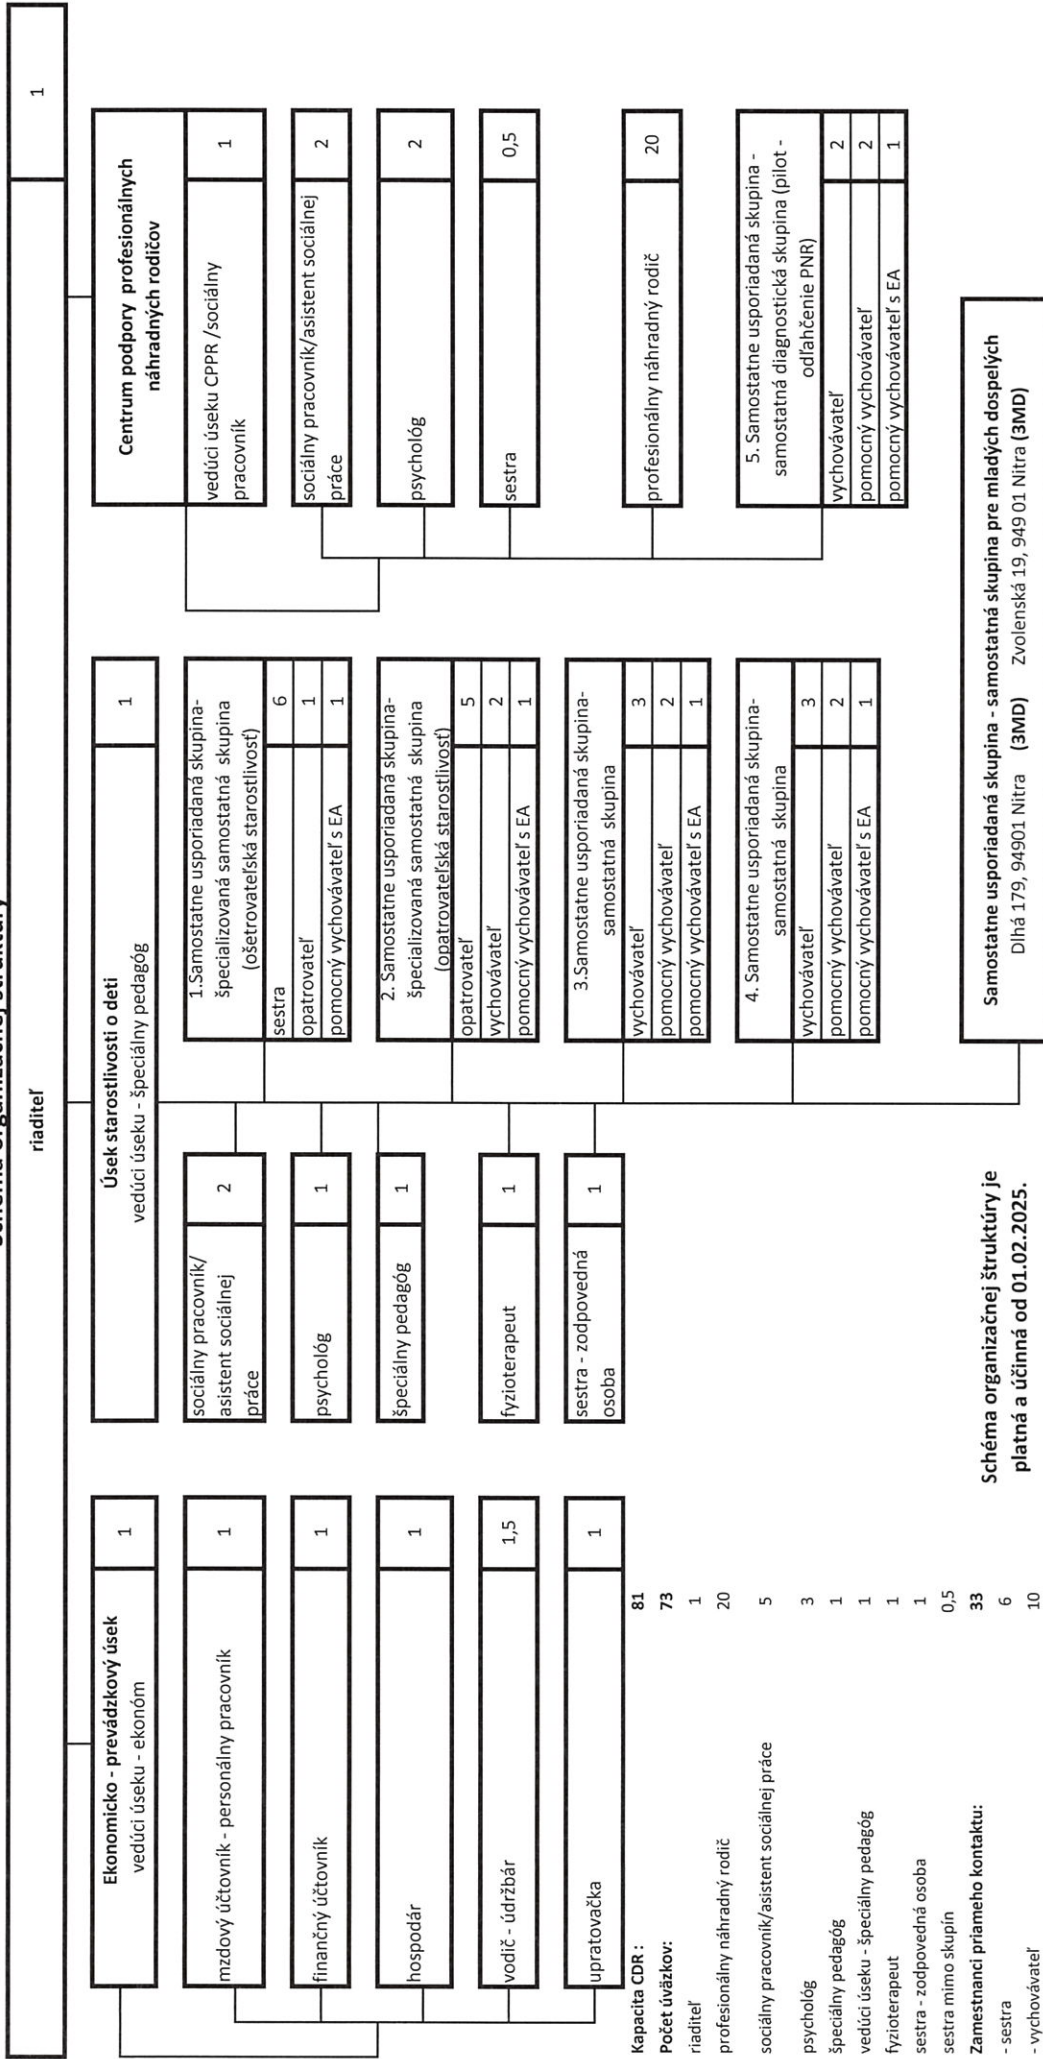 riaditeľ
1
Ekonomicko - prevádzkový úsek
vedúci úseku - ekonóm
1
mzdový účtovník - personálny pracovník
1
finančný účtovník
1
hospodár
1
vodič - údržbár
1,5
upratovačka
1
Kapacita CDR :
81
Počet úväzkov:
73
riaditeľ
1
profesionálny náhradný rodič
20
sociálny pracovník/asistent sociálnej práce
5
psychológ
3
špeciálny pedagóg
1
vedúci úseku - špeciálny pedagóg
1
fyzioterapeut
1
sestra - zodpovedná osoba
1
sestra mimo skupín
0,5
Zamestnanci priameho kontaktu:
33
- sestra
6
- vychovávateľ
10
Úsek starostlivosti o deti
vedúci úseku - špeciálny pedagóg
1
sociálny pracovník/
asistent sociálnej
práce
2
psychológ
1
špeciálny pedagóg
1
fyzioterapeut
1
sestra - zodpovedná
osoba
1
1.Samostatne usporiadaná skupina-
špecializovaná samostatná skupina
(ošetrovateľská starostlivosť)
sestra
6
opatrovateľ
1
pomocný vychovávateľ s EA
1
2. Samostatne usporiadaná skupina-
špecializovaná samostatná skupina
(opatrovateľská starostlivosť)
opatrovateľ
5
vychovávateľ
2
pomocný vychovávateľ s EA
1
3.Samostatne usporiadaná skupina-
samostatná skupina
vychovávateľ
3
pomocný vychovávateľ
2
pomocný vychovávateľ s EA
1
4. Samostatne usporiadaná skupina-
samostatná skupina
vychovávateľ
3
pomocný vychovávateľ
2
pomocný vychovávateľ s EA
1
Centrum podpory profesionálnych
náhradných rodičov
vedúci úseku CPPR /sociálny
pracovník
1
sociálny pracovník/asistent sociálnej
práce
2
psychológ
2
sestra
0,5
profesionálny náhradný rodič
20
5. Samostatne usporiadaná skupina -
samostatná diagnostická skupina (pilot -
odľahčenie PNR)
vychovávateľ
2
pomocný vychovávateľ
2
pomocný vychovávateľ s EA
1
Schéma organizačnej štruktúry je
platná a účinná od 01.02.2025.
Samostatne usporiadaná skupina - samostatná skupina pre mladých dospelých
Dlhá 179, 94901 Nitra (3MD) Zvolenská 19, 949 01 Nitra (3MD)